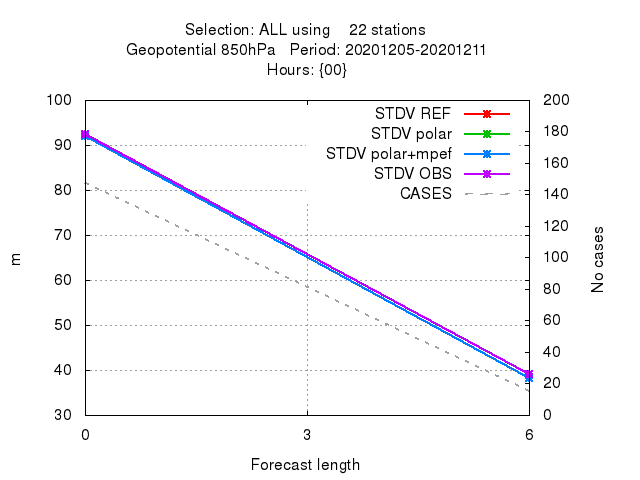 Selection: ALL using 22 stations
Geopotential 850hPa Period: 20201205-20201211
Hours: {00}
100
90
80
70
60
50
40
30
m
200
180
160
140
120
100
80
60
40
20
0
No cases
STDV REF
STDV polar
STDV polar+mpef
STDV OBS
CASES
0 3 6
Forecast length